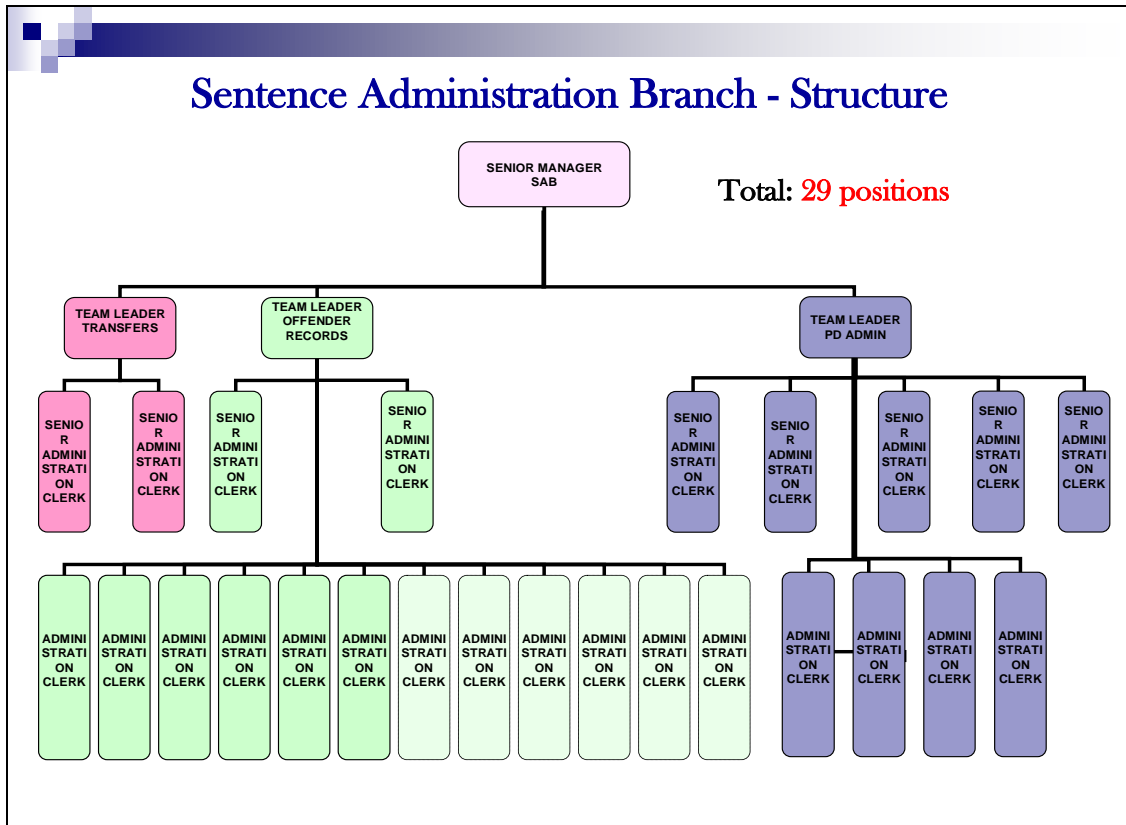 Sentence Administration Branch - Structure
SENIOR MANAGER
SAB
Total: 29 positions
TEAM LEADER
TRANSFERS
TEAM LEADER
OFFENDER
RECORDS
TEAM LEADER
PD ADMIN
SENIO
R
ADMINI
STRATI
ON
CLERK
SENIO
R
ADMINI
STRATI
ON
CLERK
SENIO
R
ADMINI
STRATI
ON
CLERK
SENIO
R
ADMINI
STRATI
ON
CLERK
SENIO
R
ADMINI
STRATI
ON
CLERK
SENIO
R
ADMINI
STRATI
ON
CLERK
SENIO
R
ADMINI
STRATI
ON
CLERK
SENIO
R
ADMINI
STRATI
ON
CLERK
SENIO
R
ADMINI
STRATI
ON
CLERK
ADMINI
STRATI
ON
CLERK
ADMINI
STRATI
ON
CLERK
ADMINI
STRATI
ON
CLERK
ADMINI
STRATI
ON
CLERK
ADMINI
STRATI
ON
CLERK
ADMINI
STRATI
ON
CLERK
ADMINI
STRATI
ON
CLERK
ADMINI
STRATI
ON
CLERK
ADMINI
STRATI
ON
CLERK
ADMINI
STRATI
ON
CLERK
ADMINI
STRATI
ON
CLERK
ADMINI
STRATI
ON
CLERK
ADMINI
STRATI
ON
CLERK
ADMINI
STRATI
ON
CLERK
ADMINI
STRATI
ON
CLERK
ADMINI
STRATI
ON
CLERK